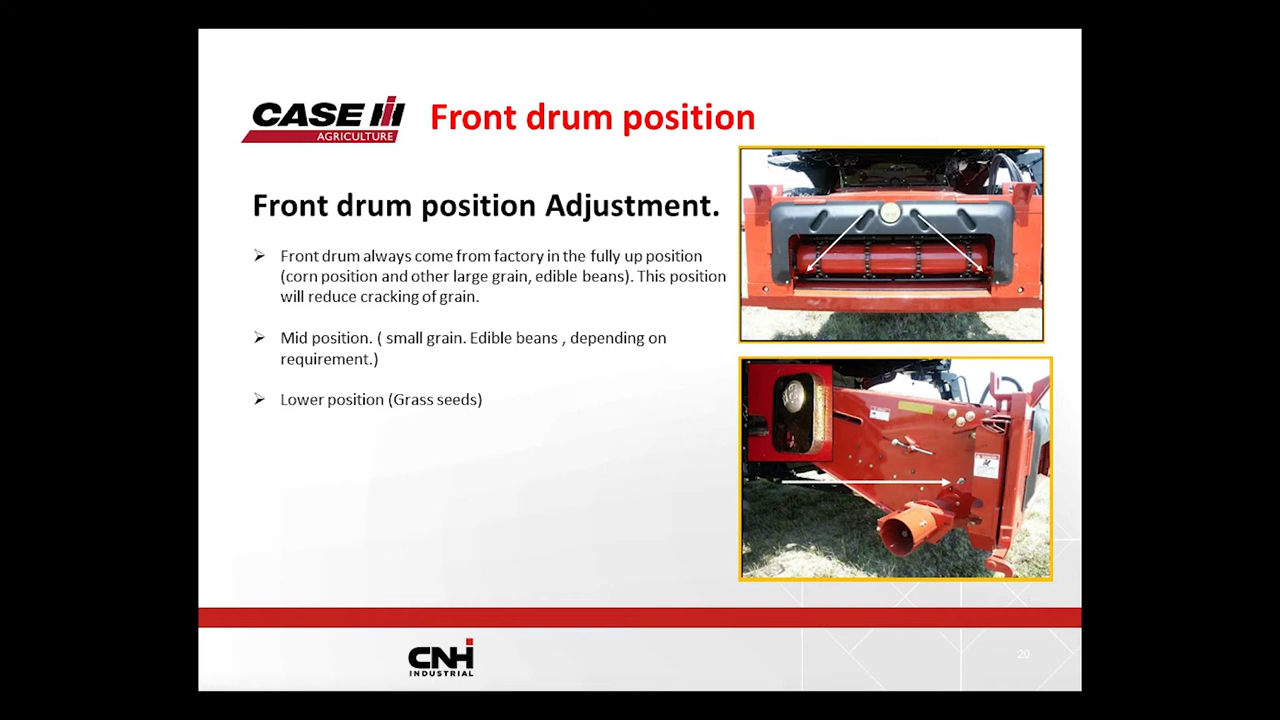 CASE IH
AGRICULTURE
Front drum position
Front drum position Adjustment.
Front drum always come from factory in the fully up position
(corn position and other large grain, edible beans). This position
will reduce cracking of grain.
Mid position. ( small grain. Edible beans , depending on
requirement.)
Lower position (Grass seeds)
CNH
INDUSTRIAL
20